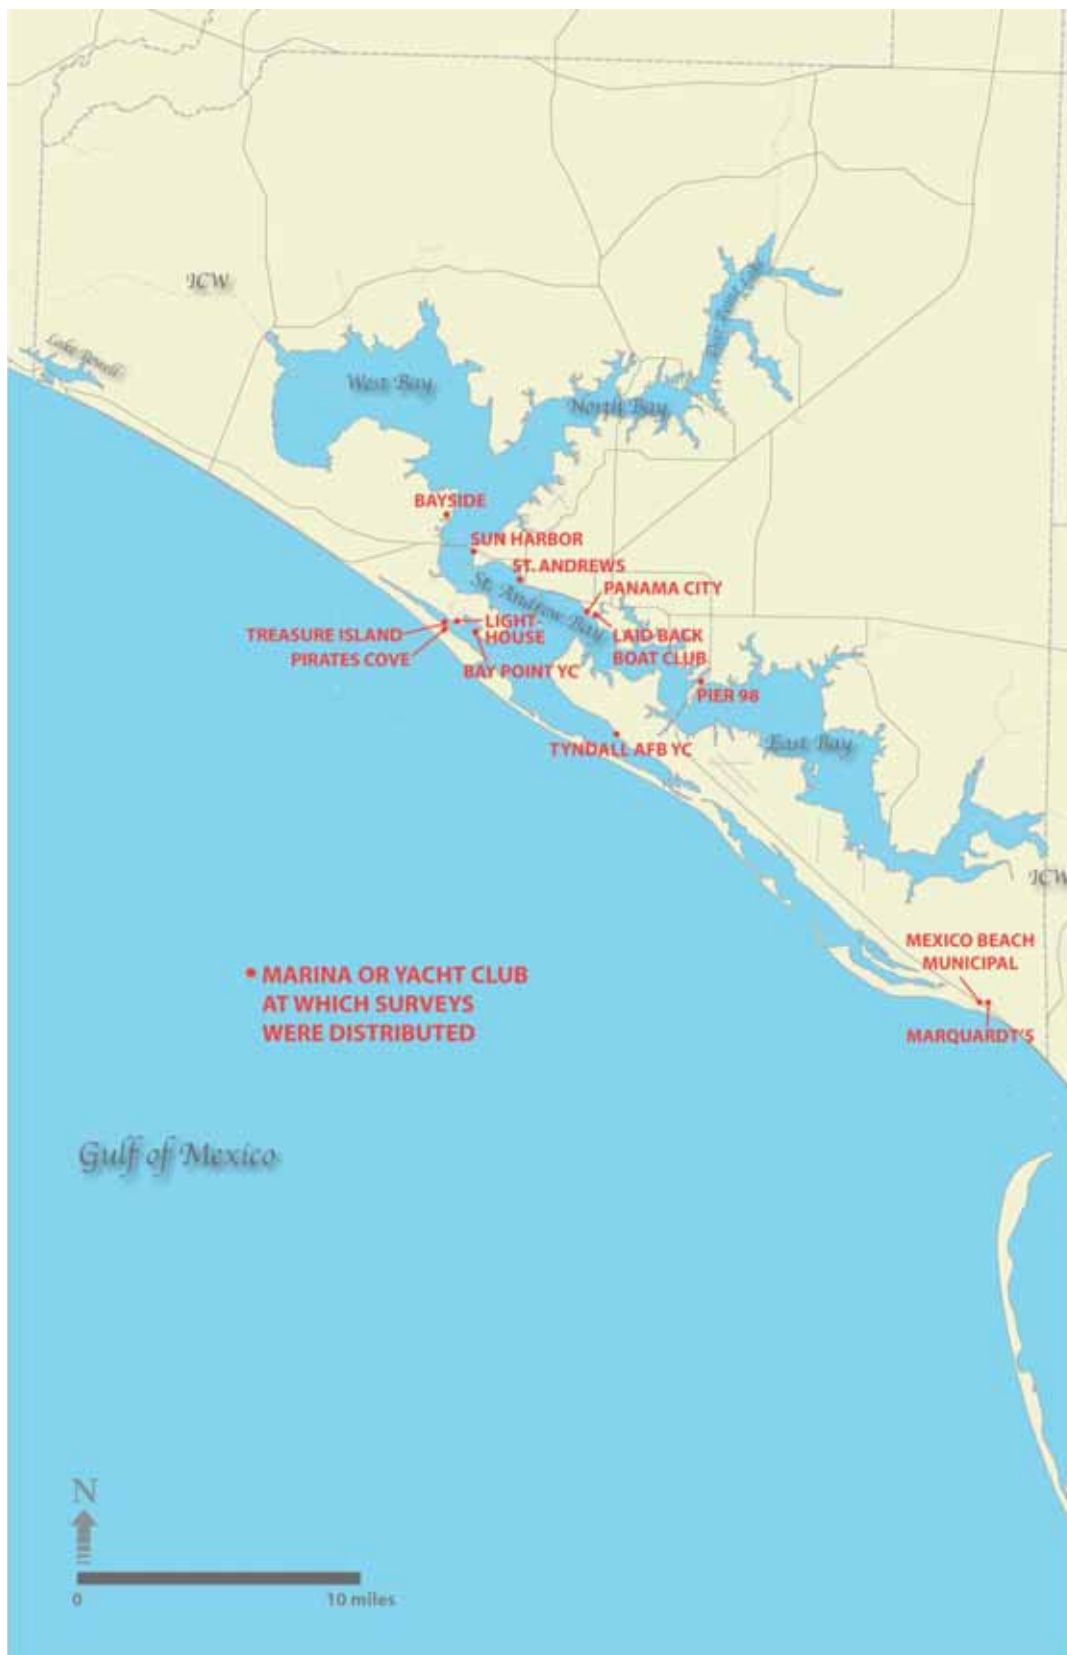 ICW
Lake Powell
West Bay
North Bay
Deer Point Lake
BAYSIDE
SUN HARBOR
ST. ANDREWS
St. Andrew Bay
PANAMA CITY
TREASURE ISLAND
LIGHT-
HOUSE
LAID BACK
BOAT CLUB
PIRATES COVE
BAY POINT YC
PIER 98
TYNDALL AFB YC
East Bay
ICW
MEXICO BEACH
MUNICIPAL
MARQUARDT'S
MARINA OR YACHT CLUB
AT WHICH SURVEYS
WERE DISTRIBUTED
Gulf of Mexico
N
0
10 miles